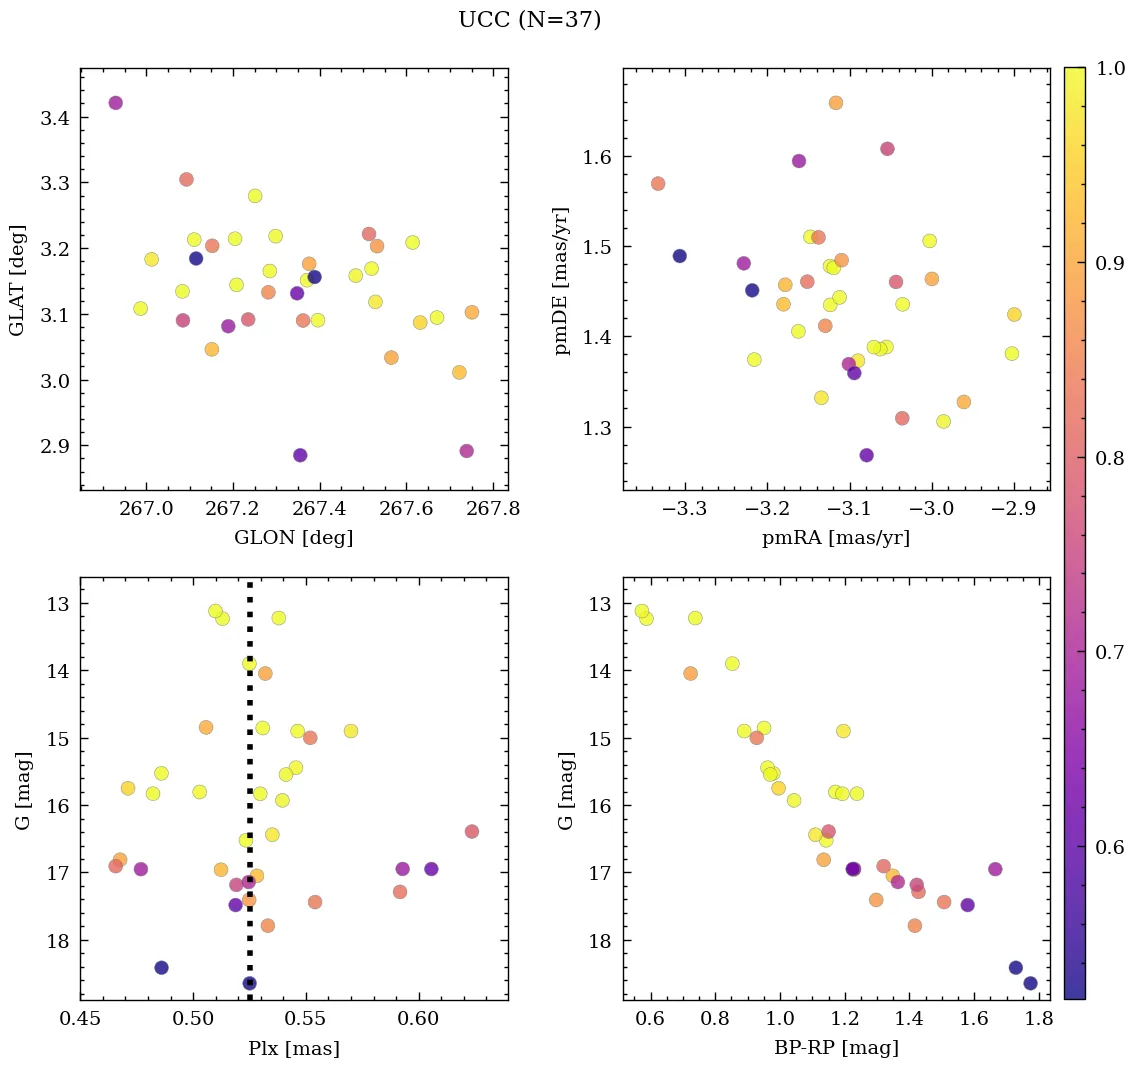 UCC (N=37)
3.4
3.3
3.2
3.1
3.0
2.9
GLAT [deg]
267.0 267.2 267.4 267.6 267.8
GLON [deg]
1.6
1.5
1.4
1.3
pmDE [mas/yr]
−3.3 −3.2 −3.1 −3.0 −2.9
pmRA [mas/yr]
1.0
0.9
0.8
0.7
0.6
13
14
15
16
17
18
G [mag]
0.45 0.50 0.55 0.60
Plx [mas]
13
14
15
16
17
18
G [mag]
0.6 0.8 1.0 1.2 1.4 1.6 1.8
BP-RP [mag]